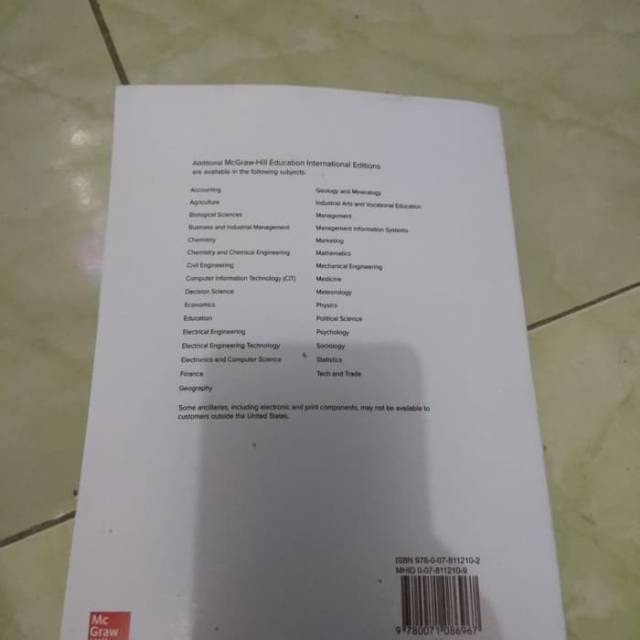 Additional McGraw-Hill Education International Editions
are available in the following subjects:
Accounting
Agriculture
Biological Sciences
Business and Industrial Management
Chemistry
Chemistry and Chemical Engineering
Civil Engineering
Computer Information Technology (CIT)
Decision Science
Economics
Education
Electrical Engineering
Electrical Engineering Technology
Electronics and Computer Science
Finance
Geography
Geology and Mineralogy
Industrial Arts and Vocational Education
Management
Management Information Systems
Marketing
Mathematics
Mechanical Engineering
Medicine
Meteorology
Physics
Political Science
Psychology
Sociology
Statistics
Tech and Trade
Some ancillaries, including electronic and print components, may not be available to
customers outside the United States.
ISBN 978-0-07-811210-2
MHID 0-07-811210-9
9 780071 086967
Mc
Graw